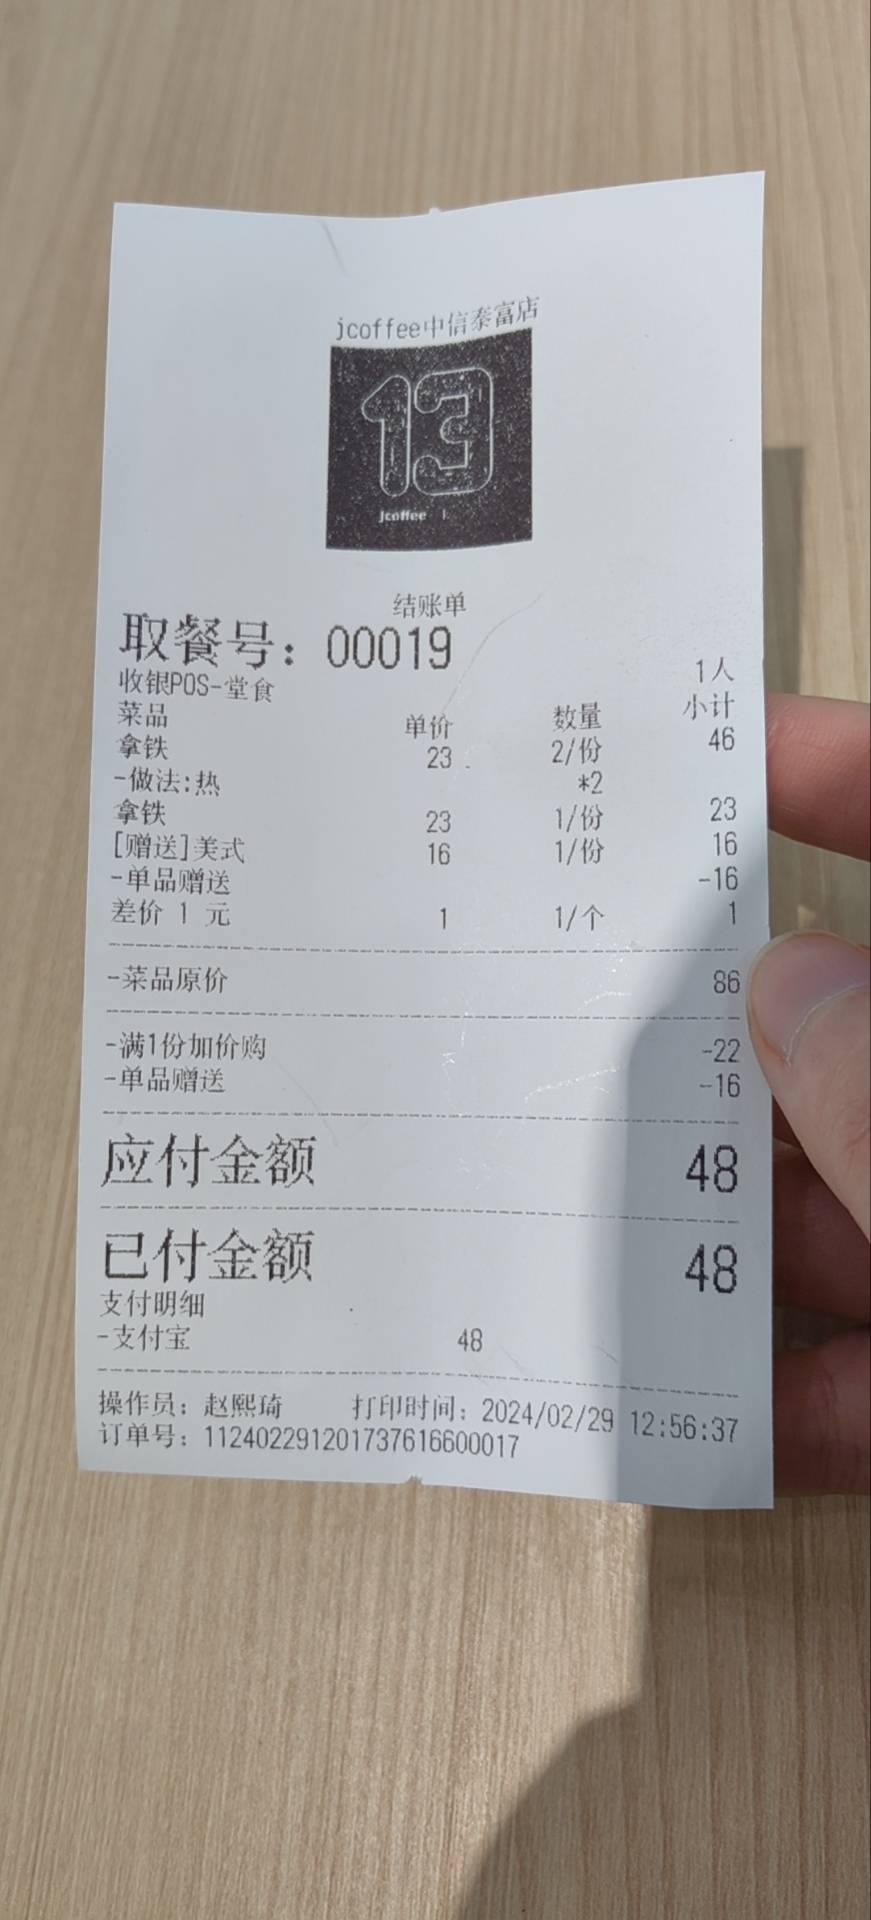 jcoffee中信泰富店
13
Jcoffee
结账单
取餐号：00019
收银POS-堂食 1人
菜品 单价 数量 小计
拿铁 23 2/份 46
-做法:热 *2
拿铁 23 1/份 23
[赠送]美式 16 1/份 16
-单品赠送 -16
差价 1 元 1 1/个 1
-菜品原价 86
-满1份加价购 -22
-单品赠送 -16
应付金额 48
已付金额 48
支付明细
-支付宝 48
操作员：赵熙琦 打印时间：2024/02/29 12:56:37
订单号：112402291201737616600017